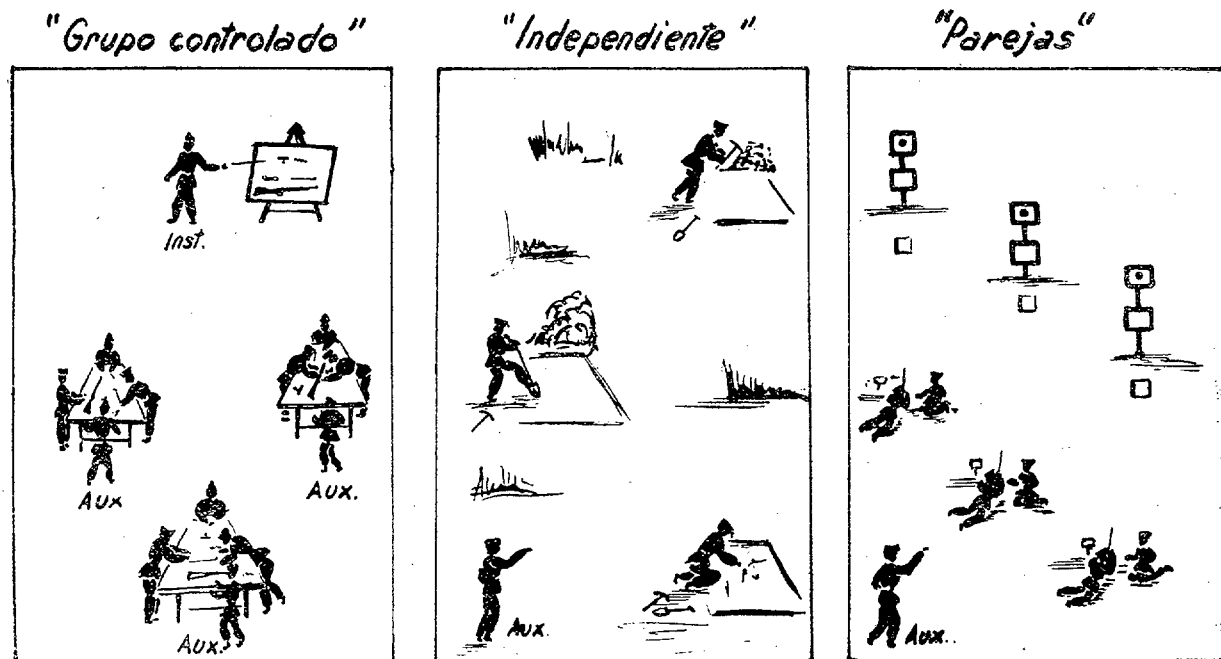 "Grupo controlado"
"Independiente"
"Parejas"
Inst.
Aux
Aux.
Aux.
Aux.
Aux..